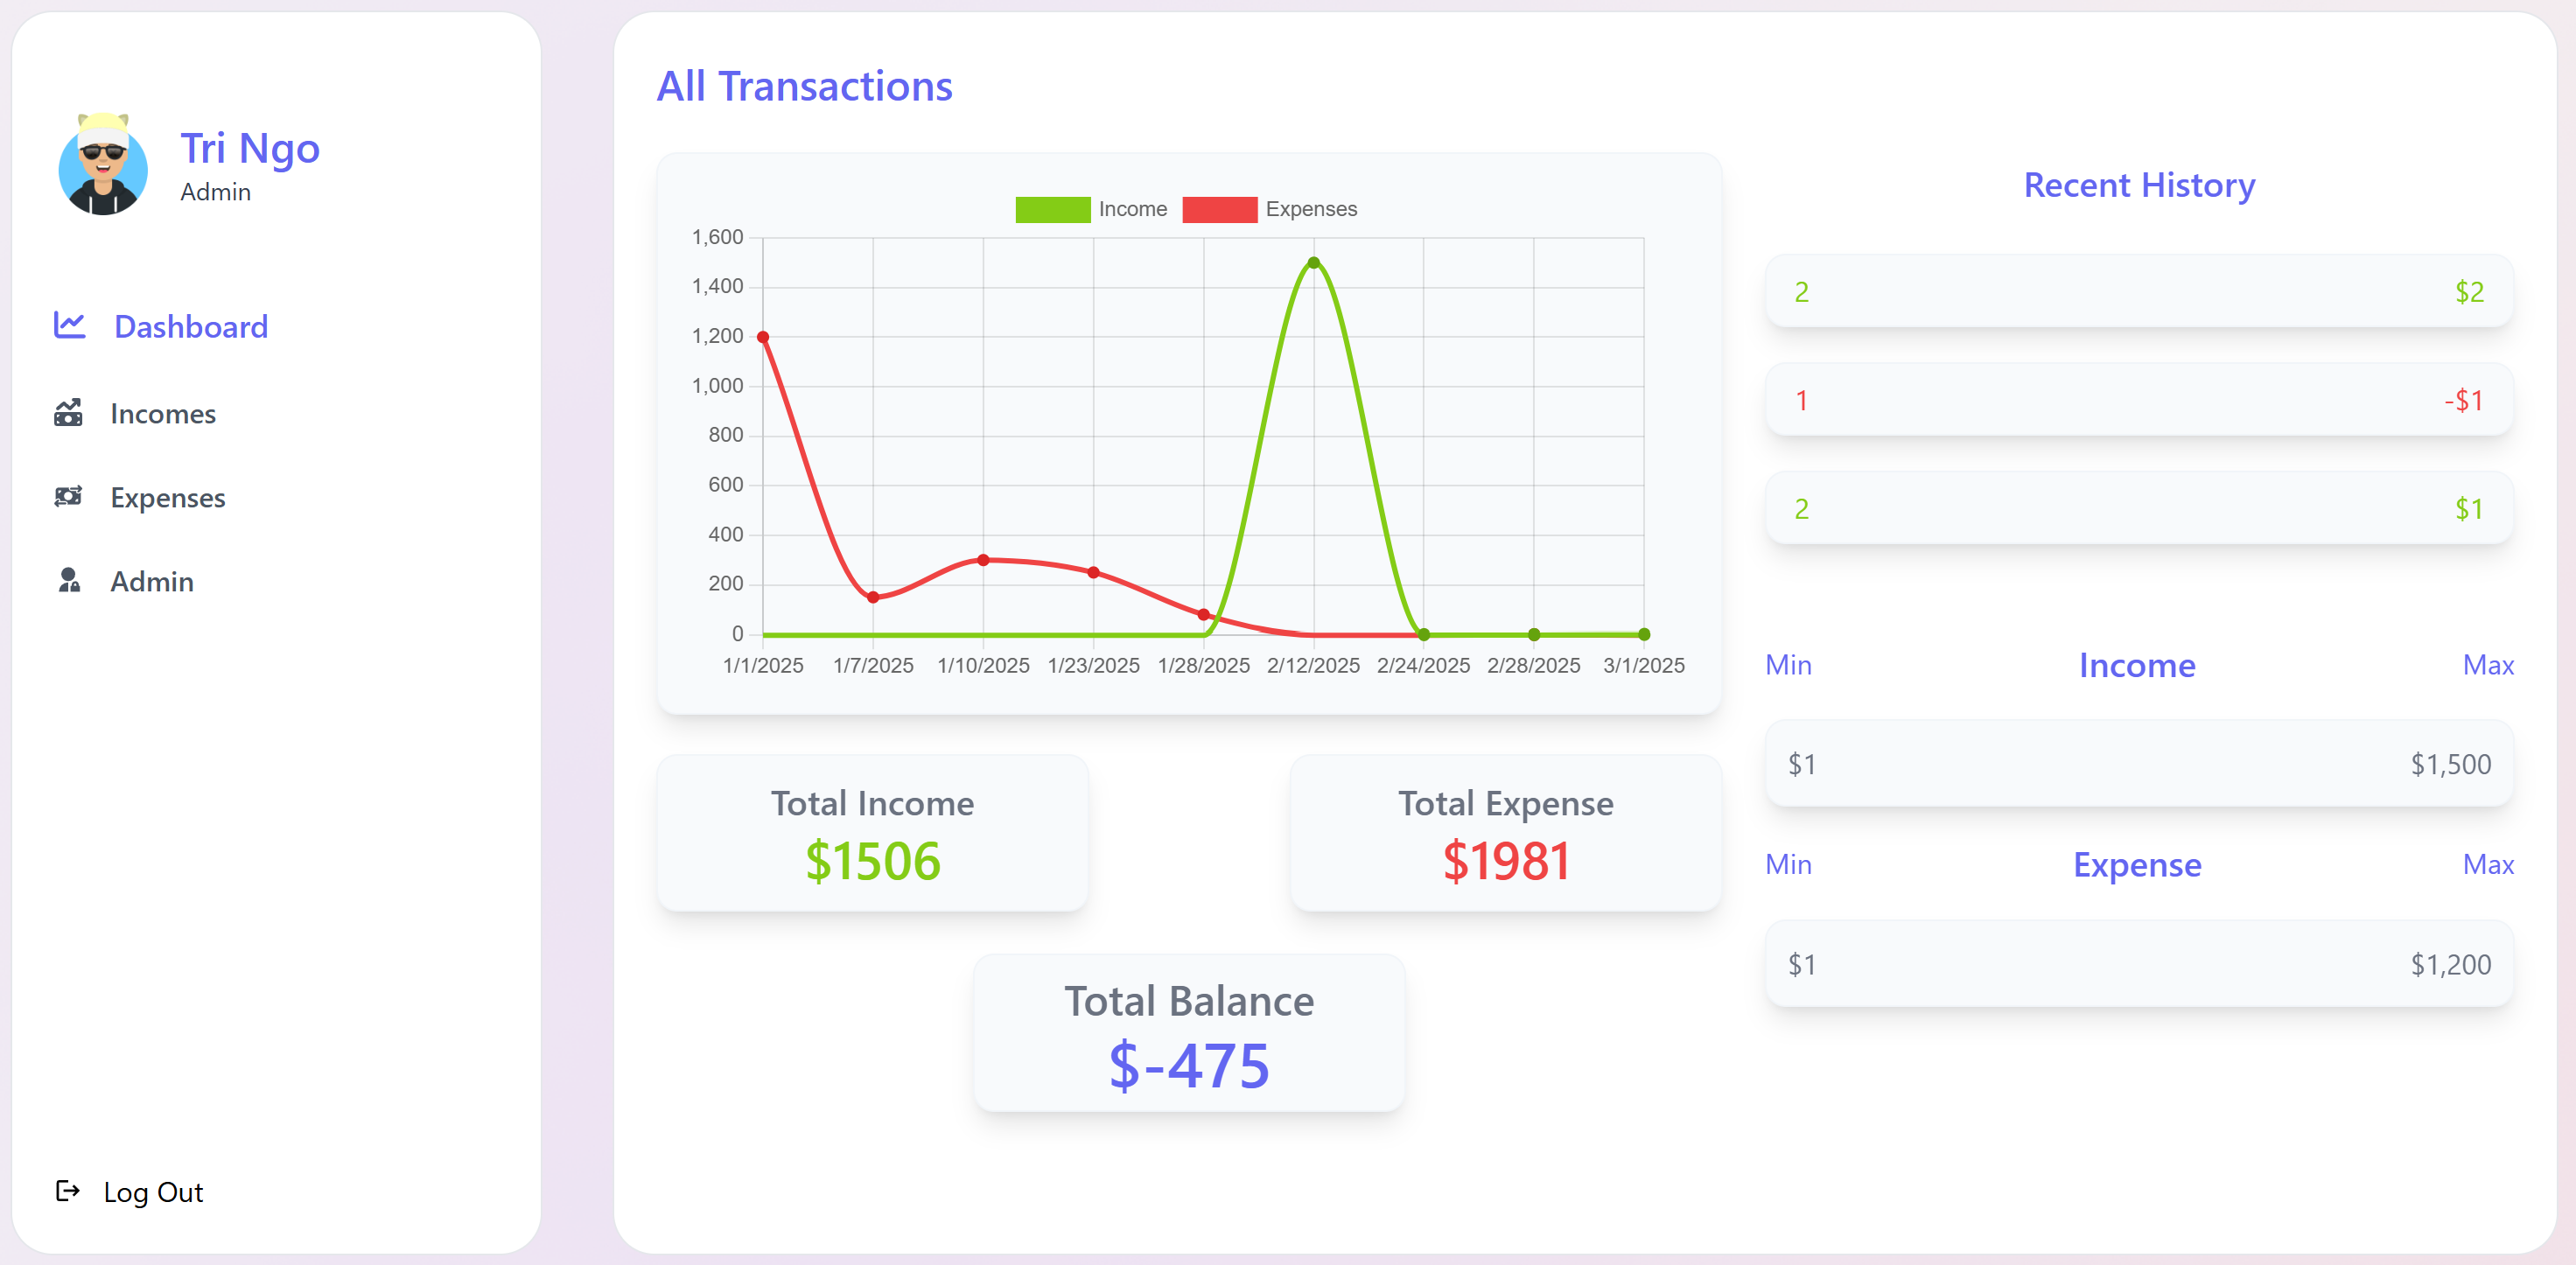 Tri Ngo
Admin
Dashboard
Incomes
Expenses
Admin
Log Out
All Transactions
Income Expenses
1,600
1,400
1,200
1,000
800
600
400
200
0
1/1/2025 1/7/2025 1/10/2025 1/23/2025 1/28/2025 2/12/2025 2/24/2025 2/28/2025 3/1/2025
Total Income
$1506
Total Expense
$1981
Total Balance
$-475
Recent History
2 $2
1 -$1
2 $1
Min Income Max
$1 $1,500
Min Expense Max
$1 $1,200